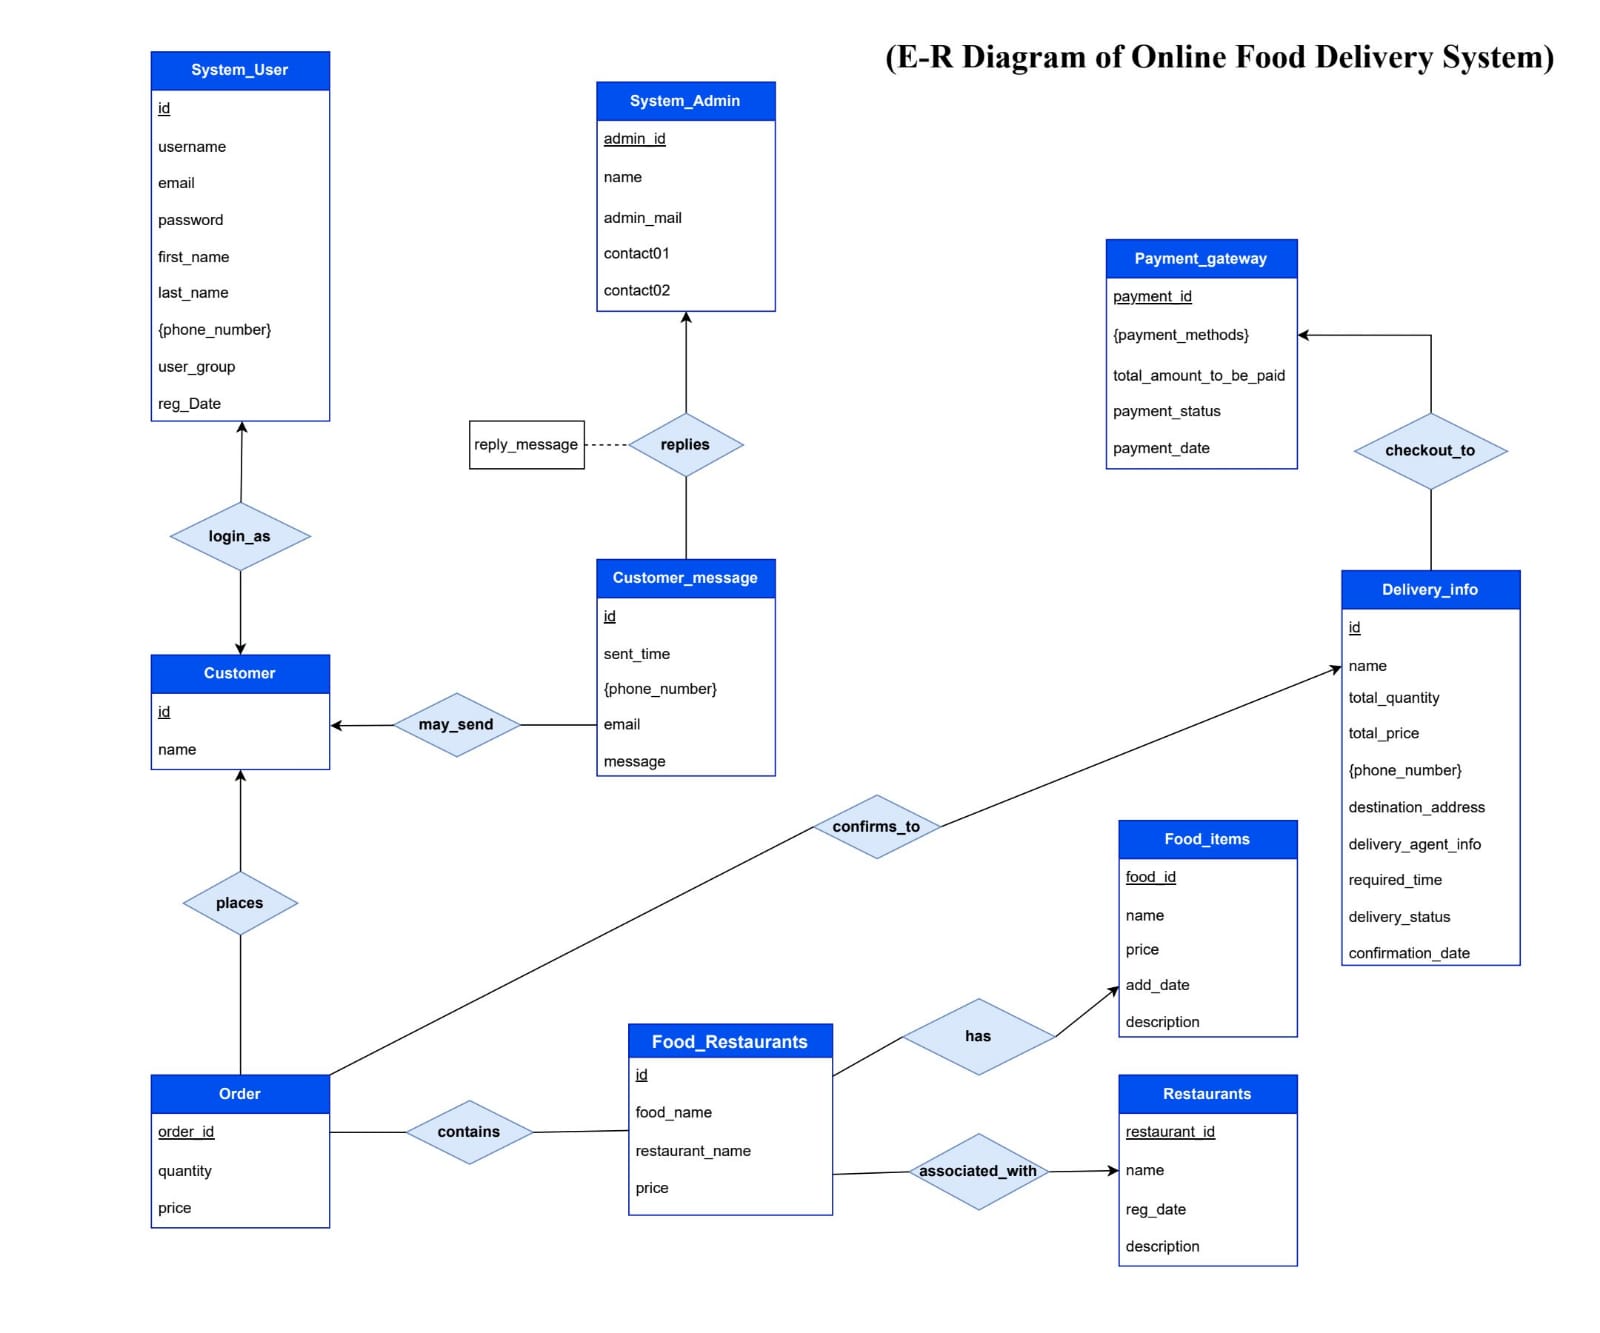 (E-R Diagram of Online Food Delivery System)
System_User
id
username
email
password
first_name
last_name
{phone_number}
user_group
reg_Date
System_Admin
admin_id
name
admin_mail
contact01
contact02
Payment_gateway
payment_id
{payment_methods}
total_amount_to_be_paid
payment_status
payment_date
reply_message
replies
checkout_to
login_as
Customer_message
id
sent_time
{phone_number}
email
message
Delivery_info
id
name
total_quantity
total_price
{phone_number}
destination_address
delivery_agent_info
required_time
delivery_status
confirmation_date
Customer
id
name
may_send
confirms_to
places
Food_items
food_id
name
price
add_date
description
has
Food_Restaurants
id
food_name
restaurant_name
price
Order
order_id
quantity
price
contains
associated_with
Restaurants
restaurant_id
name
reg_date
description